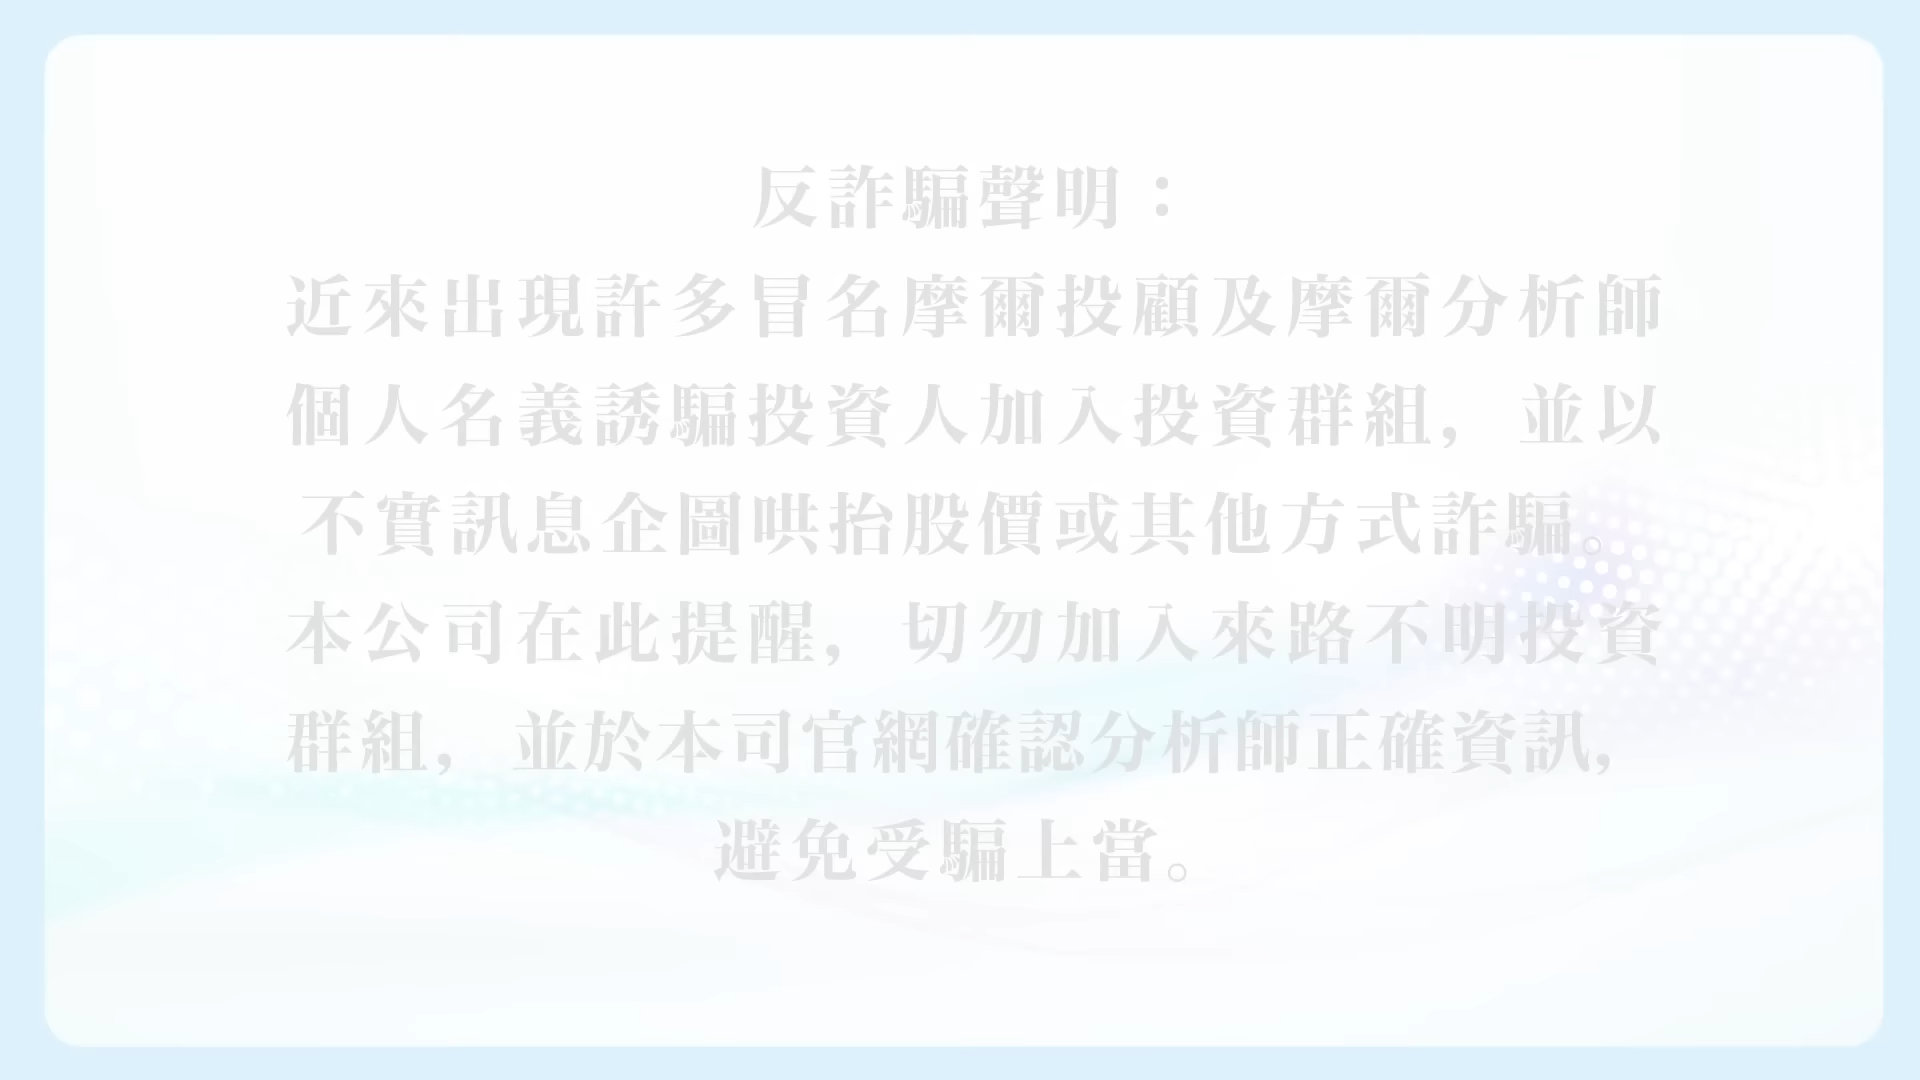 反詐騙聲明：
近來出現許多冒名摩爾投顧及摩爾分析師
個人名義誘騙投資人加入投資群組，並以
不實訊息企圖哄抬股價或其他方式詐騙。
本公司在此提醒，切勿加入來路不明投資
群組，並於本司官網確認分析師正確資訊，
避免受騙上當。